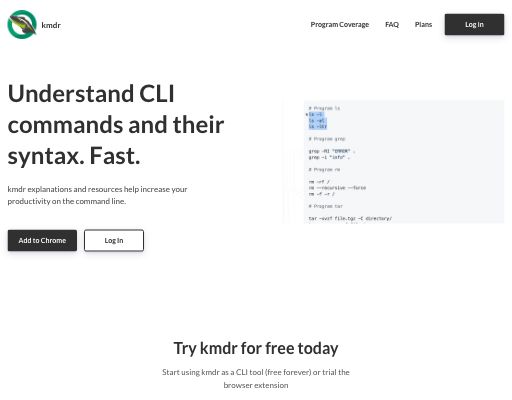 kmdr
Program Coverage
FAQ
Plans
Log in
Understand CLI
commands and their
syntax. Fast.
kmdr explanations and resources help increase your
productivity on the command line.
Add to Chrome
Log In
# Program ls
ls -l
ls -al
# Program grep
grep -Ri "ERROR" .
grep -i "info" .
# Program rm
rm -rf /
rm --recursive --force
rm -f -r /
# Program tar
tar -xvzf file.tgz -C directory/
Try kmdr for free today
Start using kmdr as a CLI tool (free forever) or trial the
browser extension